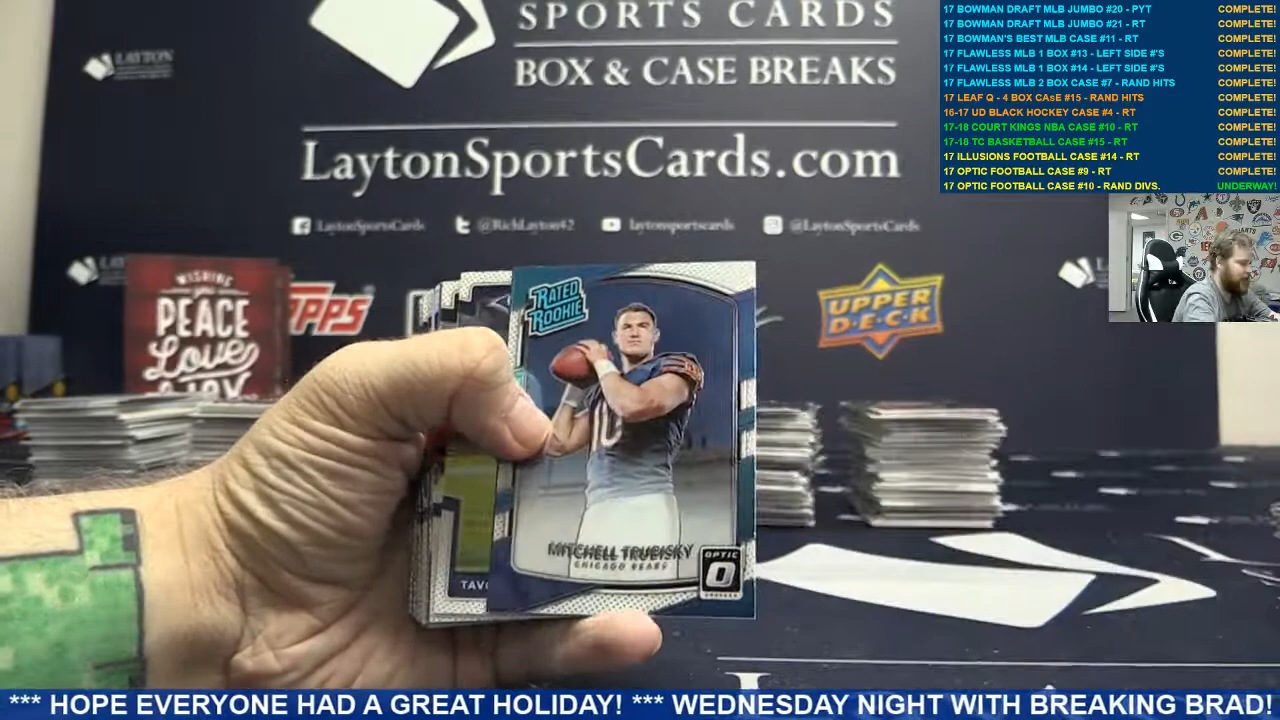 SPORTS CARDS
BOX & CASE BREAKS
LaytonSportsCards.com
LaytonSportsCards
@RichLayton42
laytonsportscards
@LaytonSportsCards
LAYTON
17 BOWMAN DRAFT MLB JUMBO #20 - PYT COMPLETE!
17 BOWMAN DRAFT MLB JUMBO #21 - RT COMPLETE!
17 BOWMAN'S BEST MLB CASE #11 - RT COMPLETE!
17 FLAWLESS MLB 1 BOX #13 - LEFT SIDE #'S COMPLETE!
17 FLAWLESS MLB 1 BOX #14 - LEFT SIDE #'S COMPLETE!
17 FLAWLESS MLB 2 BOX CASE #7 - RAND HITS COMPLETE!
17 LEAF Q - 4 BOX CAsE #15 - RAND HITS COMPLETE!
16-17 UD BLACK HOCKEY CASE #4 - RT COMPLETE!
17-18 COURT KINGS NBA CASE #10 - RT COMPLETE!
17-18 TC BASKETBALL CASE #15 - RT COMPLETE!
17 ILLUSIONS FOOTBALL CASE #14 - RT COMPLETE!
17 OPTIC FOOTBALL CASE #9 - RT COMPLETE!
17 OPTIC FOOTBALL CASE #10 - RAND DIVS. UNDERWAY!
WISHING
PEACE
Love
& JOY
TOPPS
UPPER
DECK
RATED
ROOKIE
10
MITCHELL TRUBISKY
CHICAGO BEARS
OPTIC
TAV
*** HOPE EVERYONE HAD A GREAT HOLIDAY! *** WEDNESDAY NIGHT WITH BREAKING BRAD!